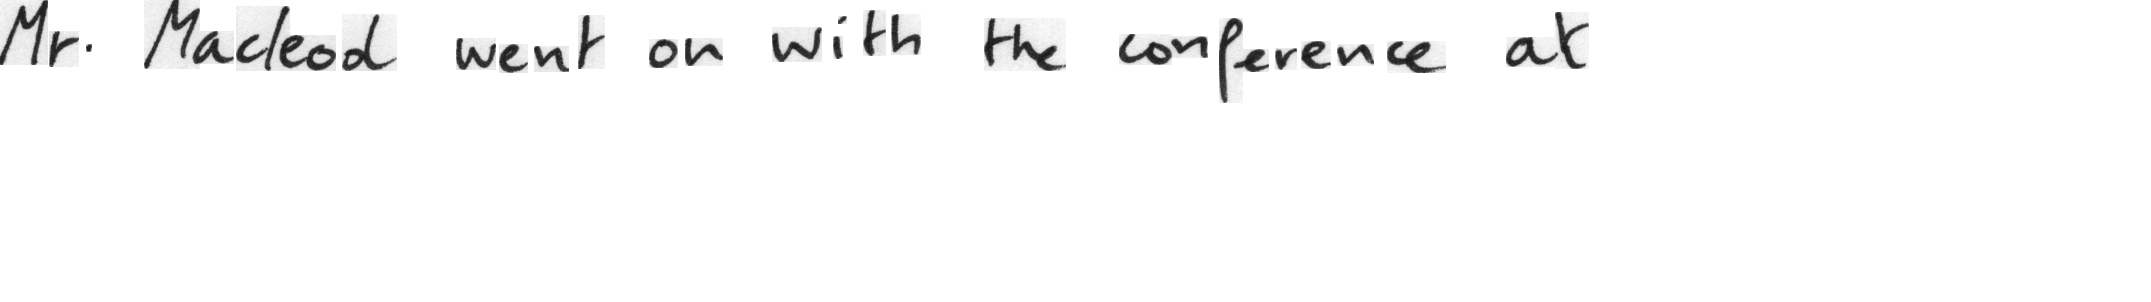 Mr. Macleod went on with the conference at